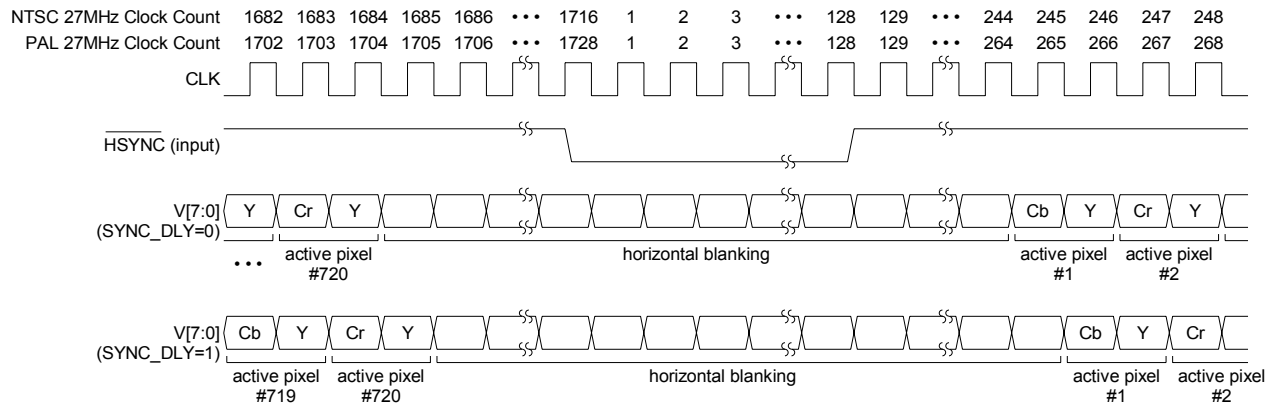 NTSC 27MHz Clock Count 1682 1683 1684 1685 1686 ••• 1716 1 2 3 ••• 128 129 ••• 244 245 246 247 248
PAL 27MHz Clock Count 1702 1703 1704 1705 1706 ••• 1728 1 2 3 ••• 128 129 ••• 264 265 266 267 268
CLK
HSYNC (input)
V[7:0] Y Cr Y Cb Y Cr Y
(SYNC_DLY=0)
••• active pixel horizontal blanking active pixel active pixel
#720 #1 #2
V[7:0] Cb Y Cr Y Cb Y Cr
(SYNC_DLY=1)
active pixel active pixel horizontal blanking active pixel active pixel
#719 #720 #1 #2